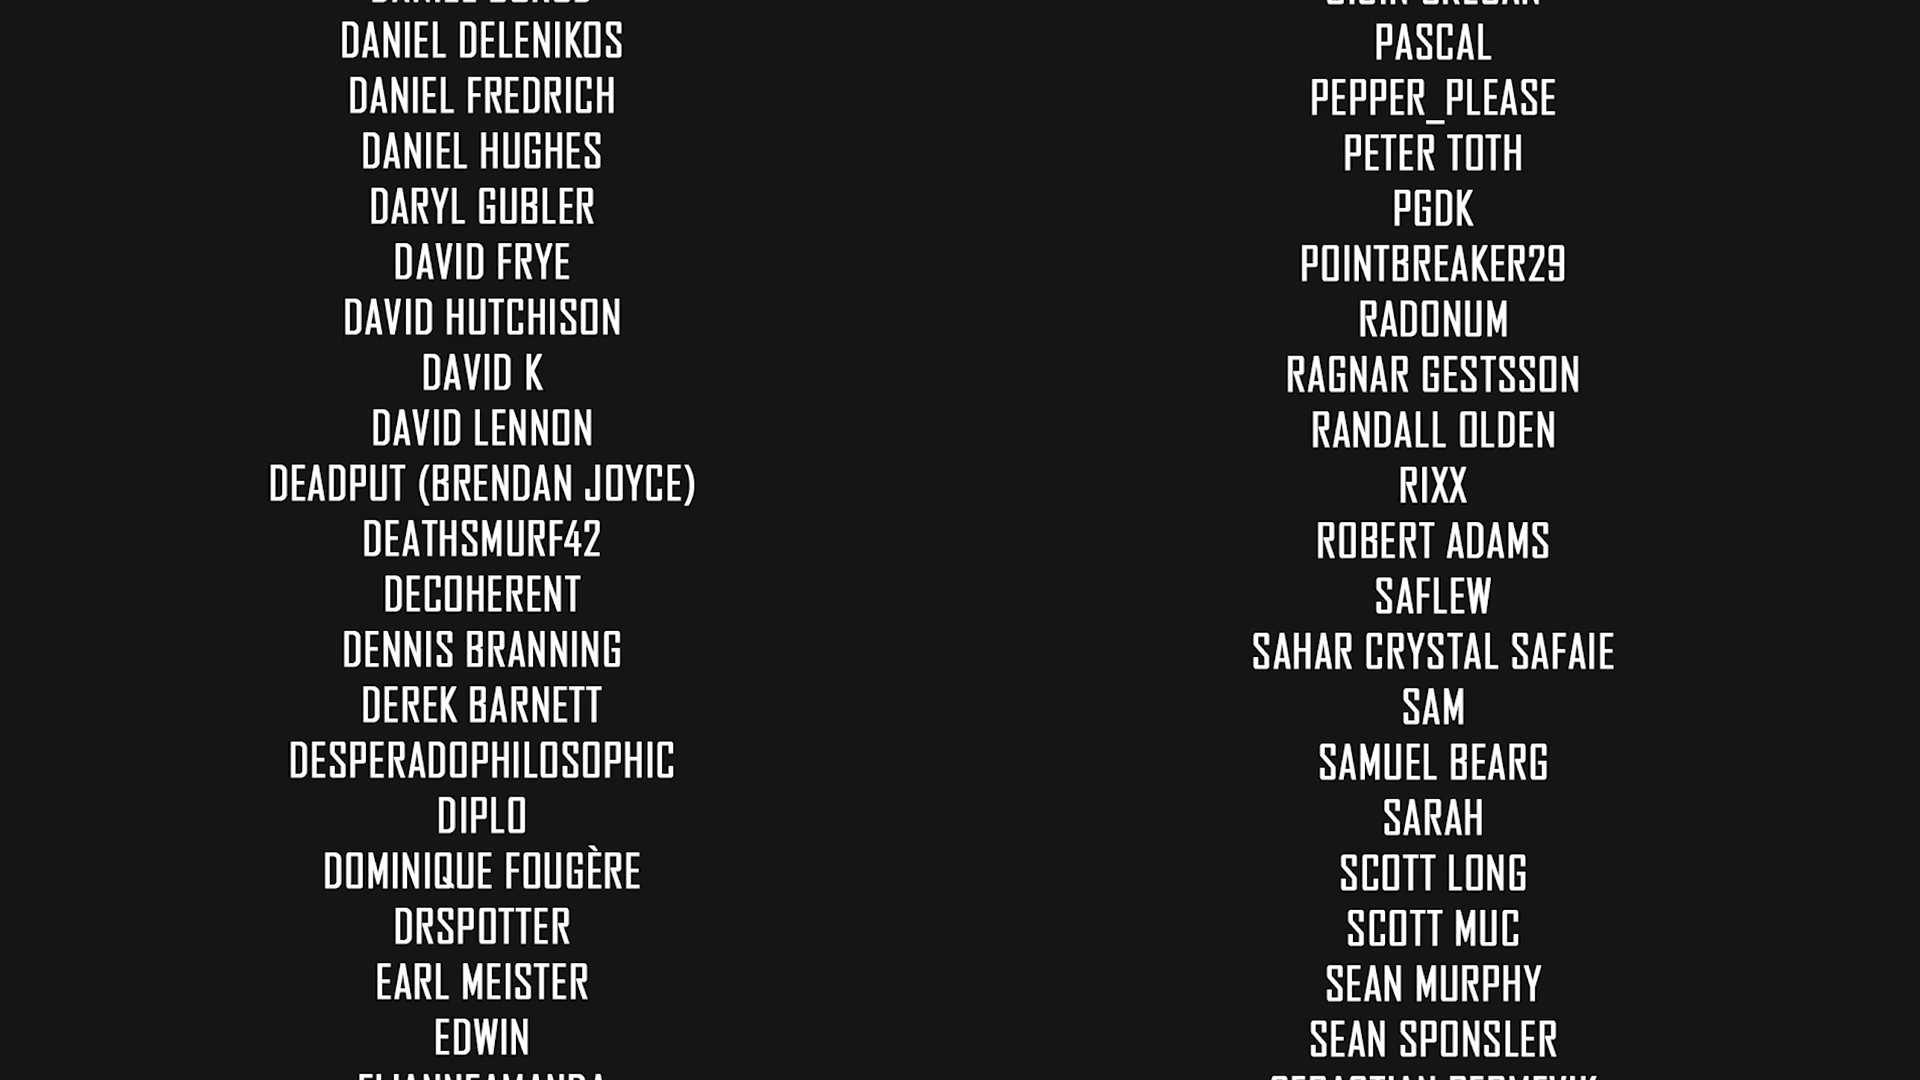 DANIEL DELENIKOS
DANIEL FREDRICH
DANIEL HUGHES
DARYL GUBLER
DAVID FRYE
DAVID HUTCHISON
DAVID K
DAVID LENNON
DEADPUT (BRENDAN JOYCE)
DEATHSMURF42
DECOHERENT
DENNIS BRANNING
DEREK BARNETT
DESPERADOPHILOSOPHIC
DIPLO
DOMINIQUE FOUGÈRE
DRSPOTTER
EARL MEISTER
EDWIN
PASCAL
PEPPER_PLEASE
PETER TOTH
PGDK
POINTBREAKER29
RADONUM
RAGNAR GESTSSON
RANDALL OLDEN
RIXX
ROBERT ADAMS
SAFLEW
SAHAR CRYSTAL SAFAIE
SAM
SAMUEL BEARG
SARAH
SCOTT LONG
SCOTT MUC
SEAN MURPHY
SEAN SPONSLER